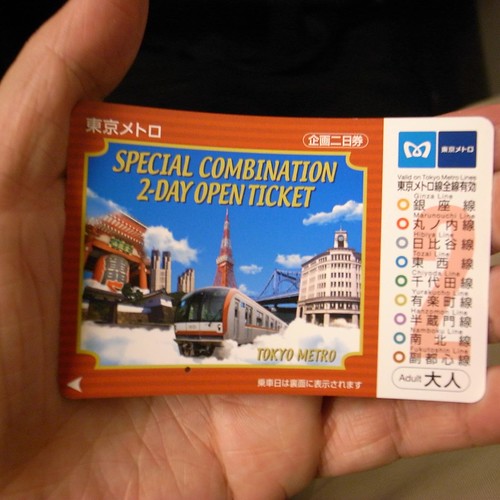 東京メトロ
企画二日券
SPECIAL COMBINATION
2-DAY OPEN TICKET
TOKYO METRO
乗車日は裏面に表示されます
東京メトロ
Valid on Tokyo Metro Lines
東京メトロ線全線有効
Ginza Line
銀座線
Marunouchi Line
丸ノ内線
Hibiya Line
日比谷線
Tozai Line
東西線
Chiyoda Line
千代田線
Yurakucho Line
有楽町線
Hanzomon Line
半蔵門線
Namboku Line
南北線
Fukutoshin Line
副都心線
Adult 大人